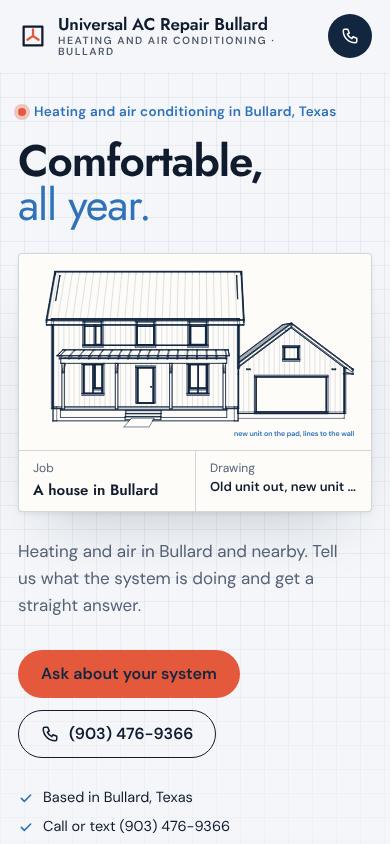 Universal AC Repair Bullard
HEATING AND AIR CONDITIONING ·
BULLARD
Heating and air conditioning in Bullard, Texas
Comfortable,
all year.
new unit on the pad, lines to the wall
Job
A house in Bullard
Drawing
Old unit out, new unit ...
Heating and air in Bullard and nearby. Tell
us what the system is doing and get a
straight answer.
Ask about your system
(903) 476-9366
Based in Bullard, Texas
Call or text (903) 476-9366